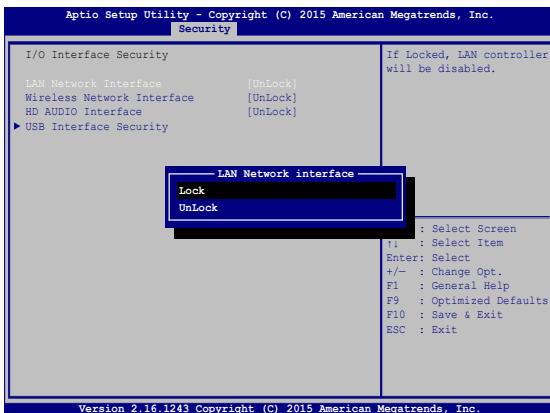 Aptio Setup Utility - Copyright (C) 2015 American Megatrends, Inc.
Security
I/O Interface Security
LAN Network Interface [UnLock]
Wireless Network Interface [UnLock]
HD AUDIO Interface [UnLock]
USB Interface Security
If Locked, LAN controller
will be disabled.
LAN Network interface
Lock
UnLock
: Select Screen
↑↓ : Select Item
Enter: Select
+/— : Change Opt.
F1 : General Help
F9 : Optimized Defaults
F10 : Save & Exit
ESC : Exit
Version 2.16.1243 Copyright (C) 2015 American Megatrends, Inc.